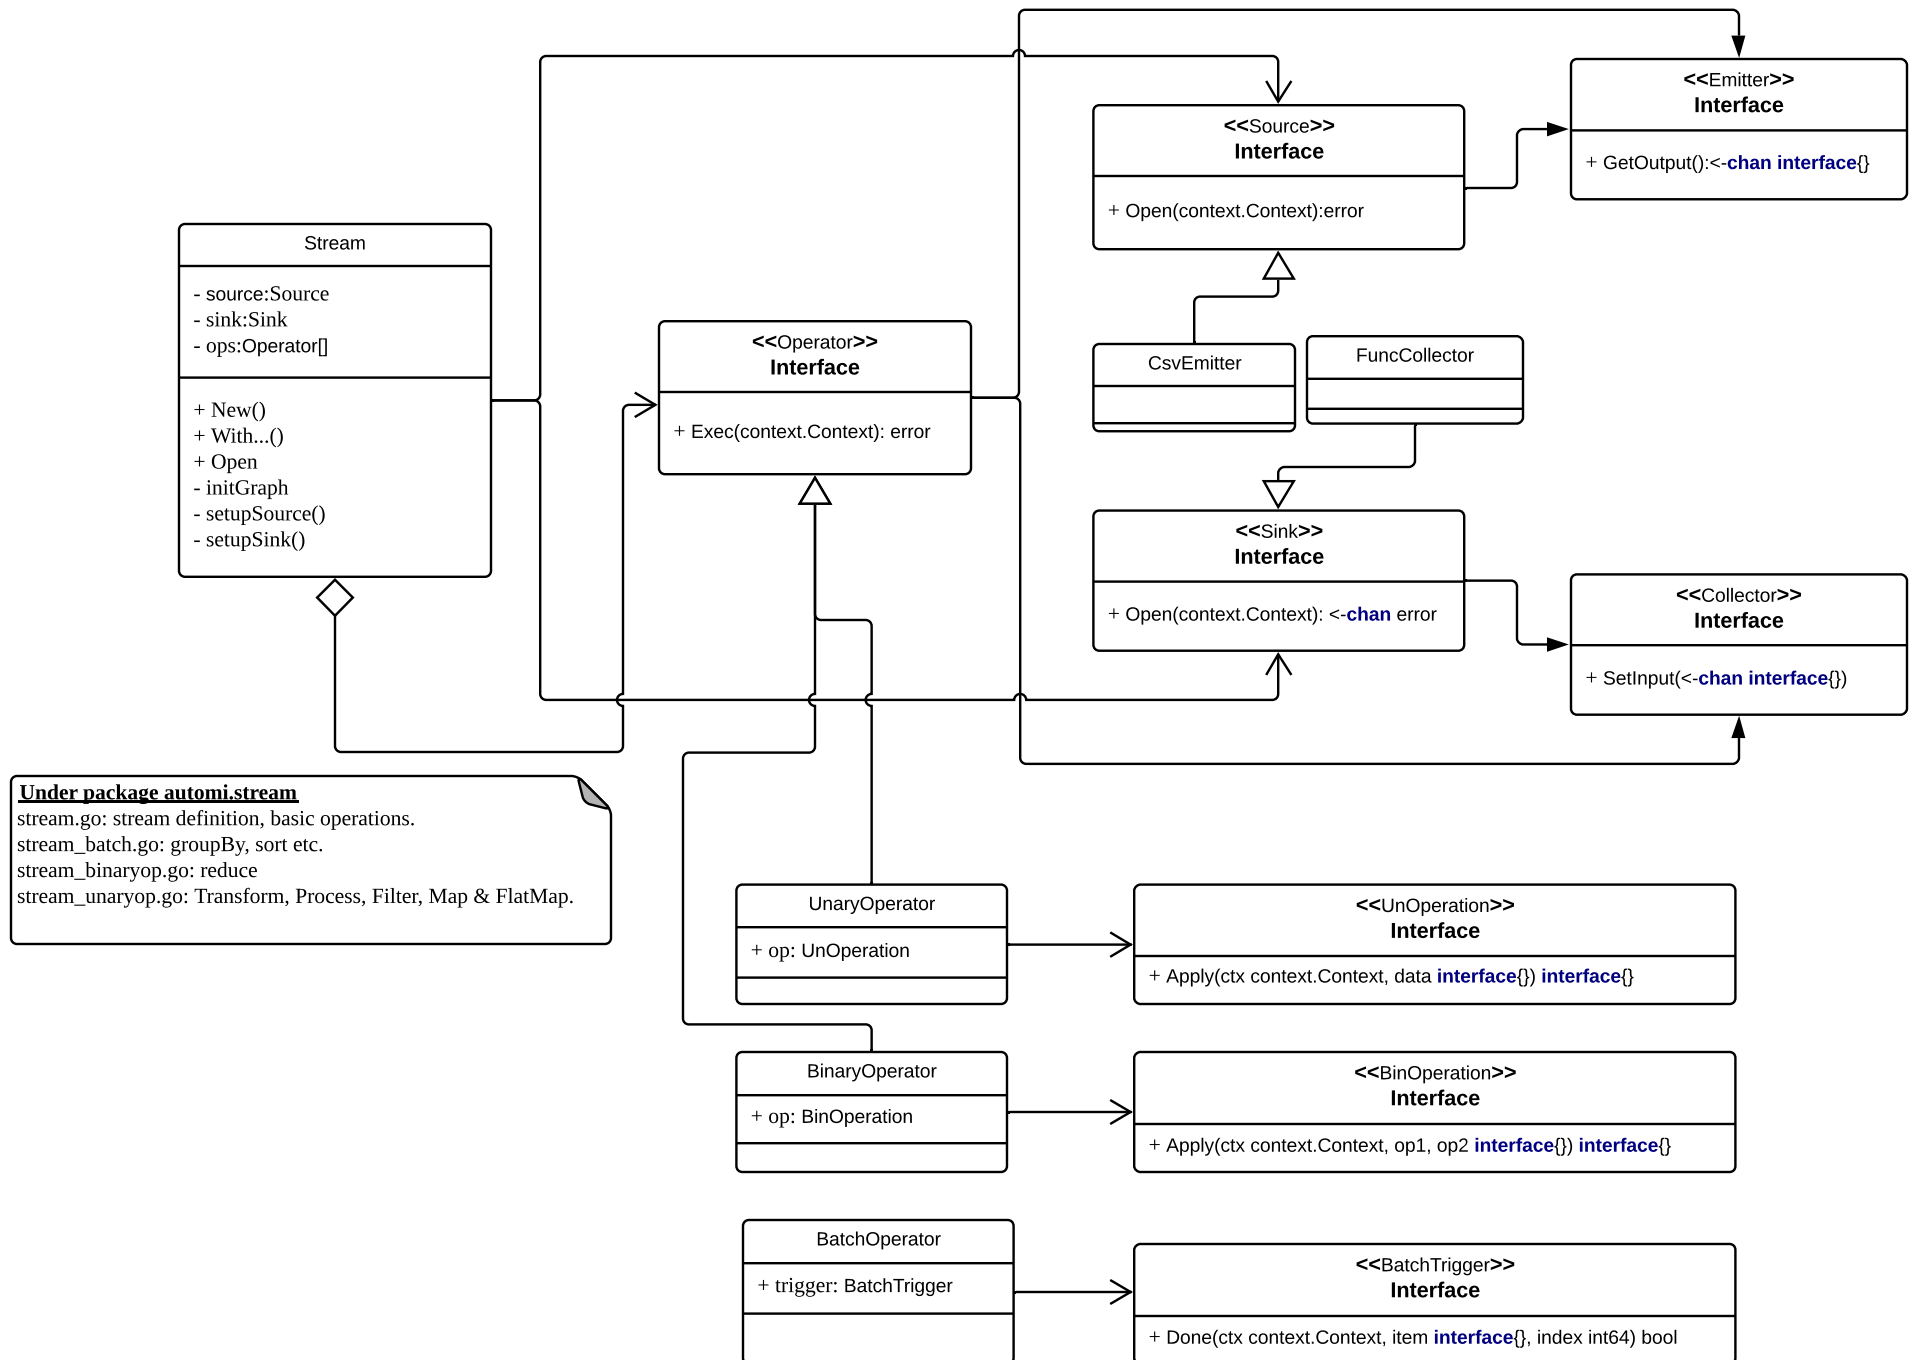 <<Emitter>>
Interface
+ GetOutput():<-chan interface{}
<<Source>>
Interface
+ Open(context.Context):error
Stream
- source:Source
- sink:Sink
- ops:Operator[]
+ New()
+ With...()
+ Open
- initGraph
- setupSource()
- setupSink()
<<Operator>>
Interface
+ Exec(context.Context): error
CsvEmitter
FuncCollector
<<Sink>>
Interface
+ Open(context.Context): <-chan error
<<Collector>>
Interface
+ SetInput(<-chan interface{})
Under package automi.stream
stream.go: stream definition, basic operations.
stream_batch.go: groupBy, sort etc.
stream_binaryop.go: reduce
stream_unaryop.go: Transform, Process, Filter, Map & FlatMap.
UnaryOperator
+ op: UnOperation
<<UnOperation>>
Interface
+ Apply(ctx context.Context, data interface{}) interface{}
BinaryOperator
+ op: BinOperation
<<BinOperation>>
Interface
+ Apply(ctx context.Context, op1, op2 interface{}) interface{}
BatchOperator
+ trigger: BatchTrigger
<<BatchTrigger>>
Interface
+ Done(ctx context.Context, item interface{}, index int64) bool